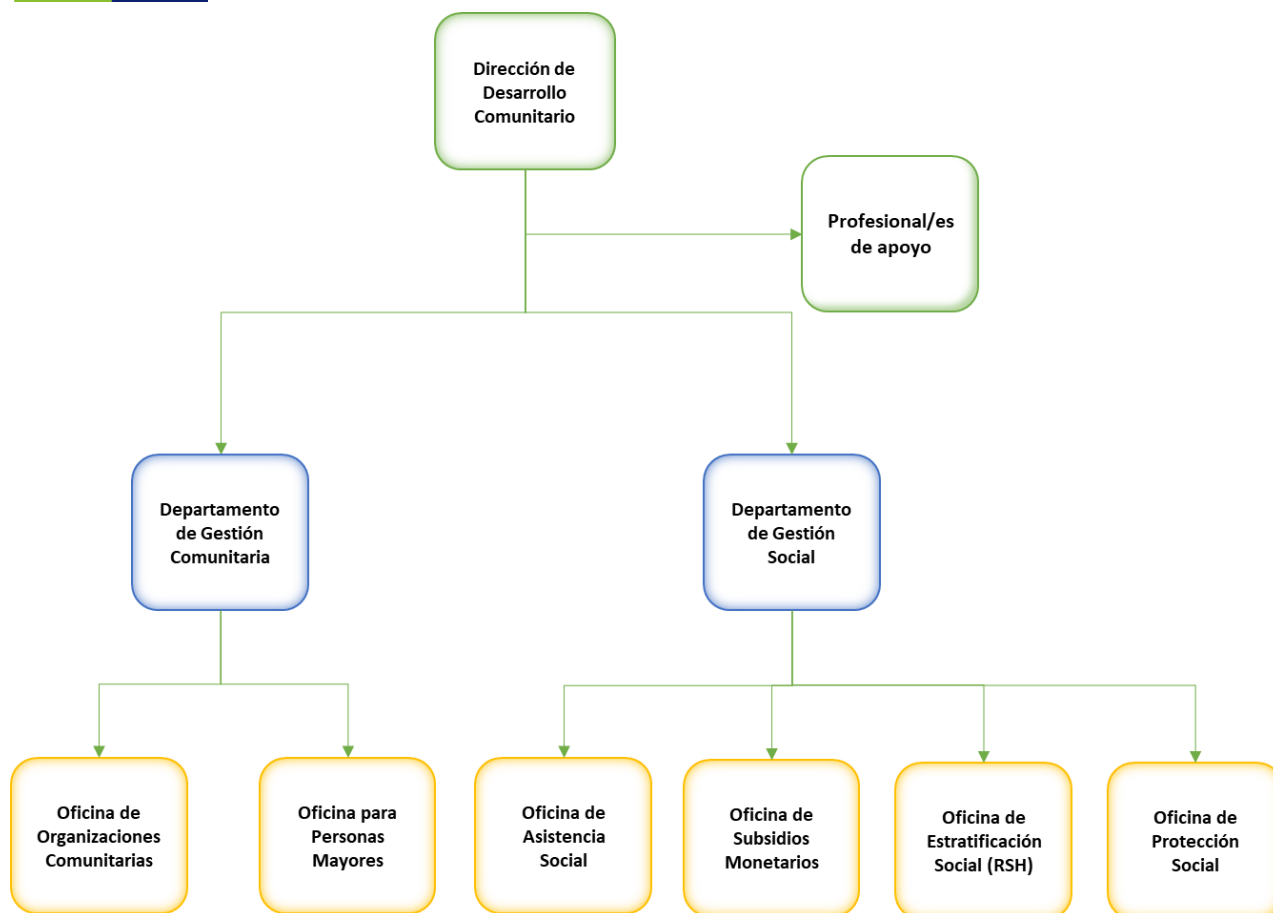 Dirección de
Desarrollo
Comunitario
Profesional/es
de apoyo
Departamento
de Gestión
Comunitaria
Departamento
de Gestión
Social
Oficina de
Organizaciones
Comunitarias
Oficina para
Personas
Mayores
Oficina de
Asistencia
Social
Oficina de
Subsidios
Monetarios
Oficina de
Estratificación
Social (RSH)
Oficina de
Protección
Social